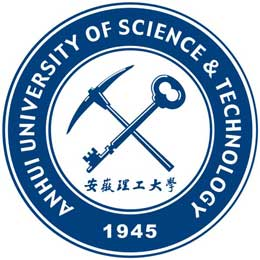 ANHUI UNIVERSITY OF SCIENCE & TECHNOLOGY
安徽理工大學
1945